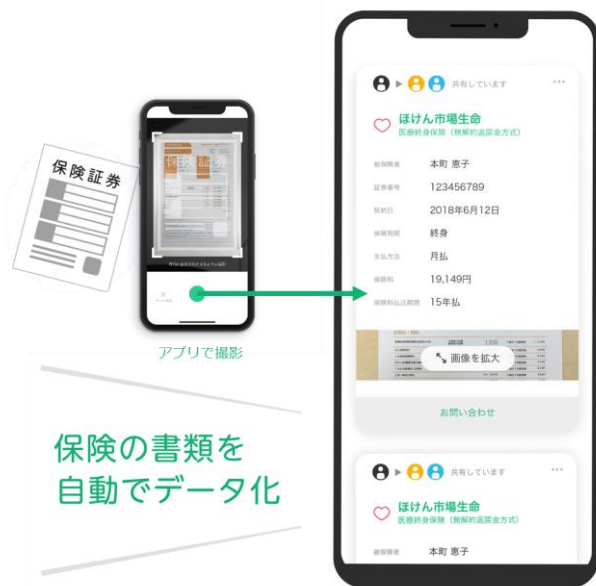 保険証券
アプリで撮影
保険の書類を
自動でデータ化
共有しています
ほけん市場生命
医療終身保険（無解約返戻金方式）
被保険者 本町 恵子
証券番号 123456789
契約日 2018年6月12日
保険期間 終身
支払方法 月払
保険料 19,149円
保険料払込期間 15年払
画像を拡大
お問い合わせ
共有しています
ほけん市場生命
医療終身保険（無解約返戻金方式）
被保険者 本町 恵子